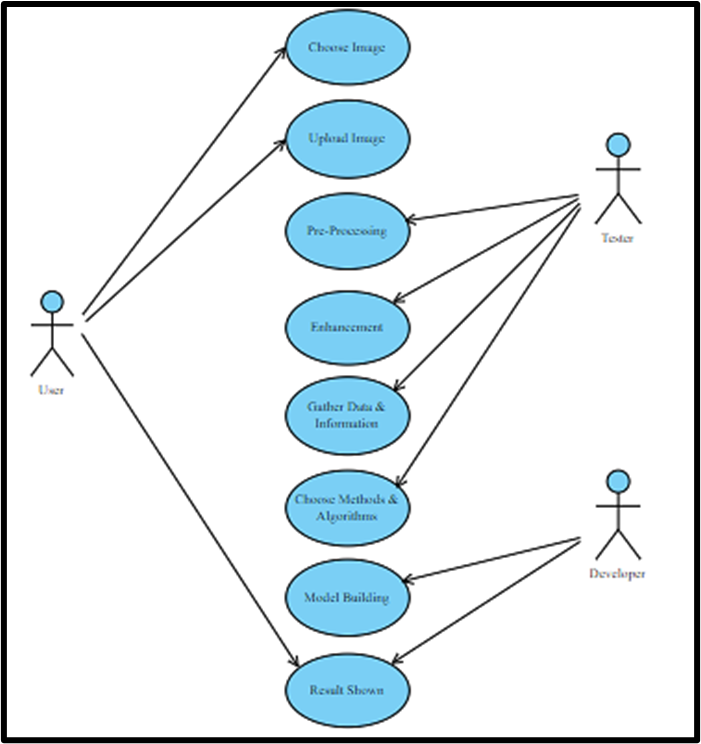 Choose Image
Upload Image
Pre-Processing
Tester
Enhancement
User
Gather Data &
Information
Choose Methods &
Algorithms
Developer
Model Building
Result Shown